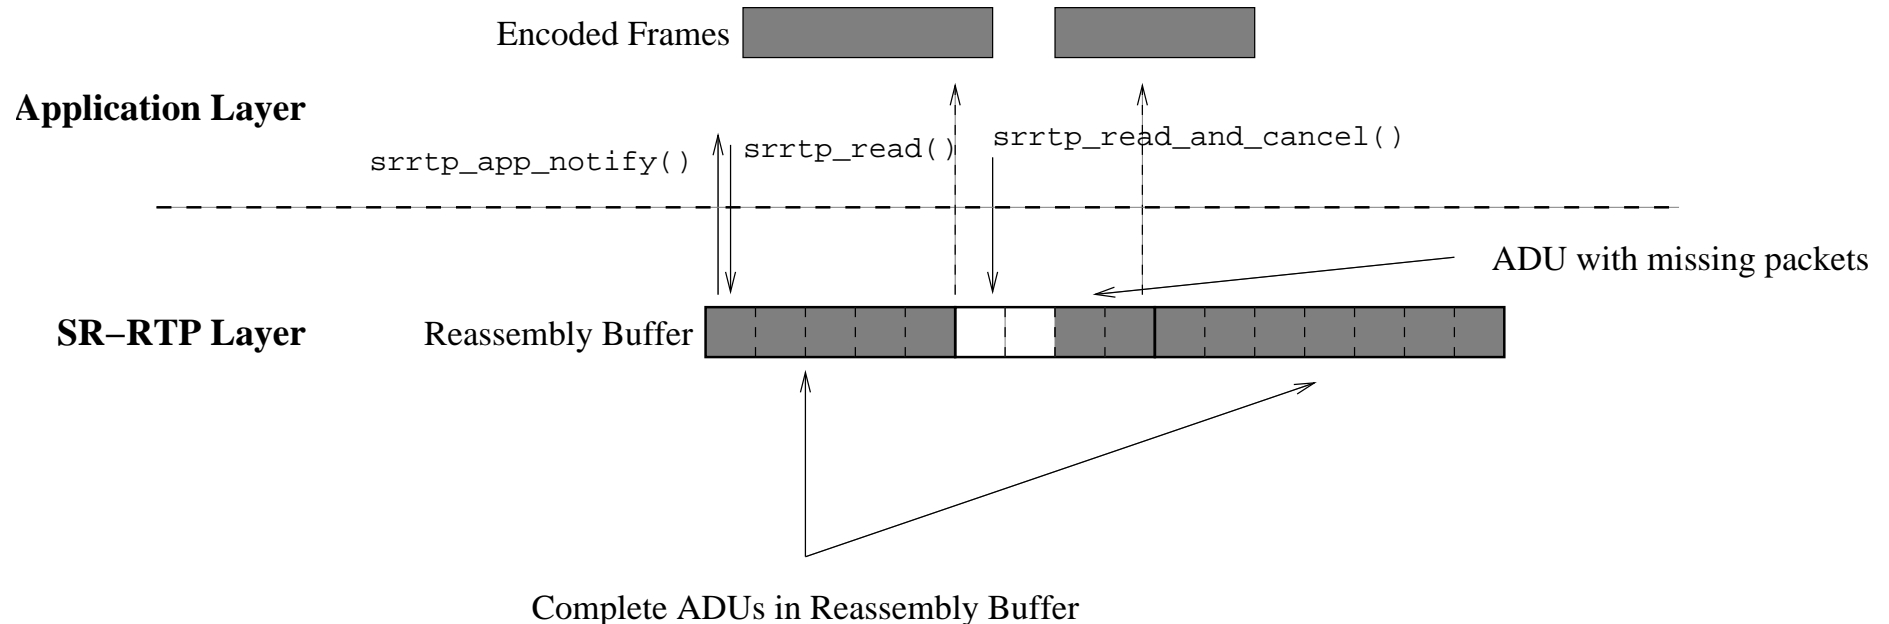 Encoded Frames
Application Layer
srrtp_app_notify()
srrtp_read()
srrtp_read_and_cancel()
ADU with missing packets
SR−RTP Layer
Reassembly Buffer
Complete ADUs in Reassembly Buffer